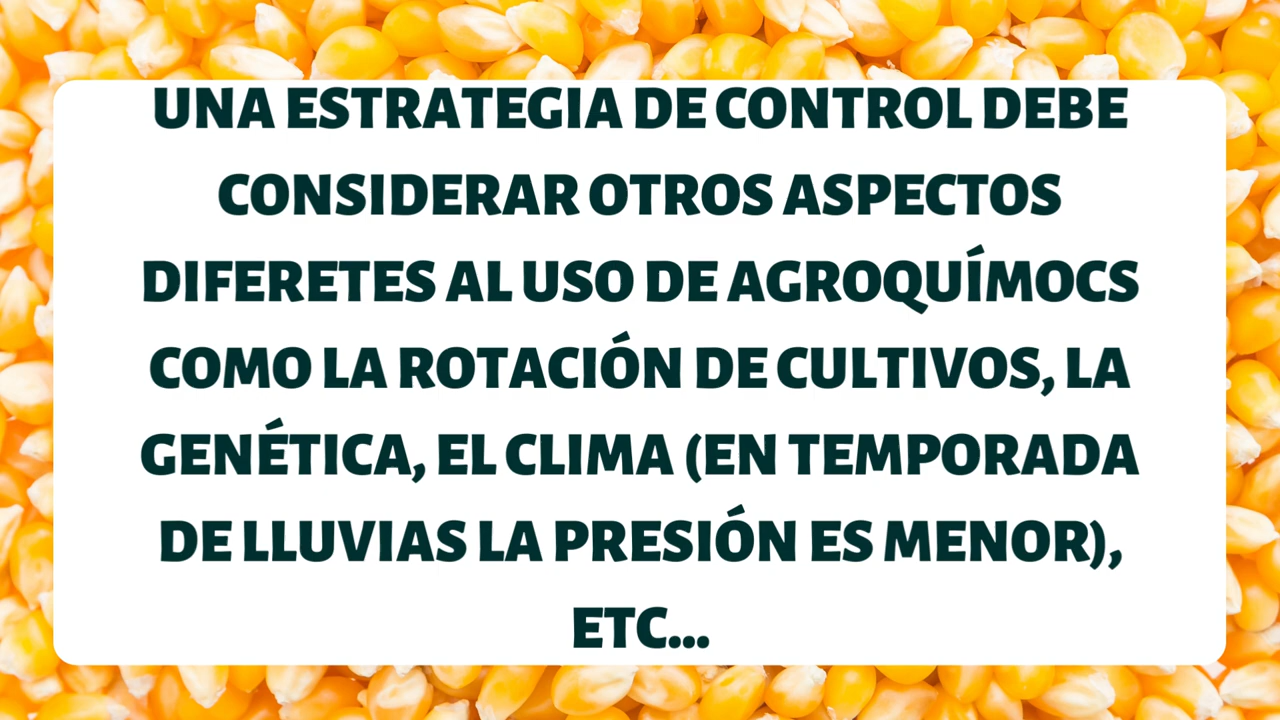 UNA ESTRATEGIA DE CONTROL DEBE
CONSIDERAR OTROS ASPECTOS
DIFERETES AL USO DE AGROQUÍMOCS
COMO LA ROTACIÓN DE CULTIVOS, LA
GENÉTICA, EL CLIMA (EN TEMPORADA
DE LLUVIAS LA PRESIÓN ES MENOR),
ETC...